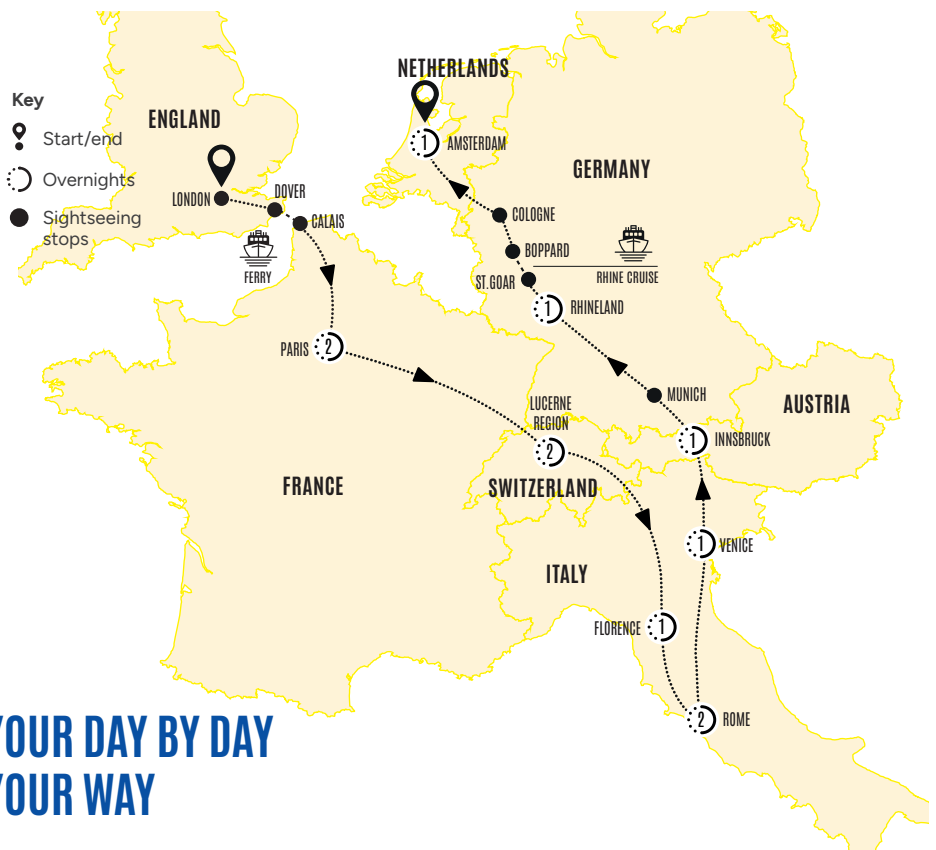 NETHERLANDS
Key
ENGLAND
Start/end
1
AMSTERDAM
GERMANY
Overnights
DOVER
LONDON
Sightseeing
stops
CALAIS
COLOGNE
BOPPARD
FERRY
ST.GOAR
RHINE CRUISE
1
RHINELAND
PARIS
2
MUNICH
AUSTRIA
LUCERNE
REGION
2
1
INNSBRUCK
FRANCE
SWITZERLAND
1
VENICE
ITALY
FLORENCE
1
2
ROME
YOUR DAY BY DAY
YOUR WAY